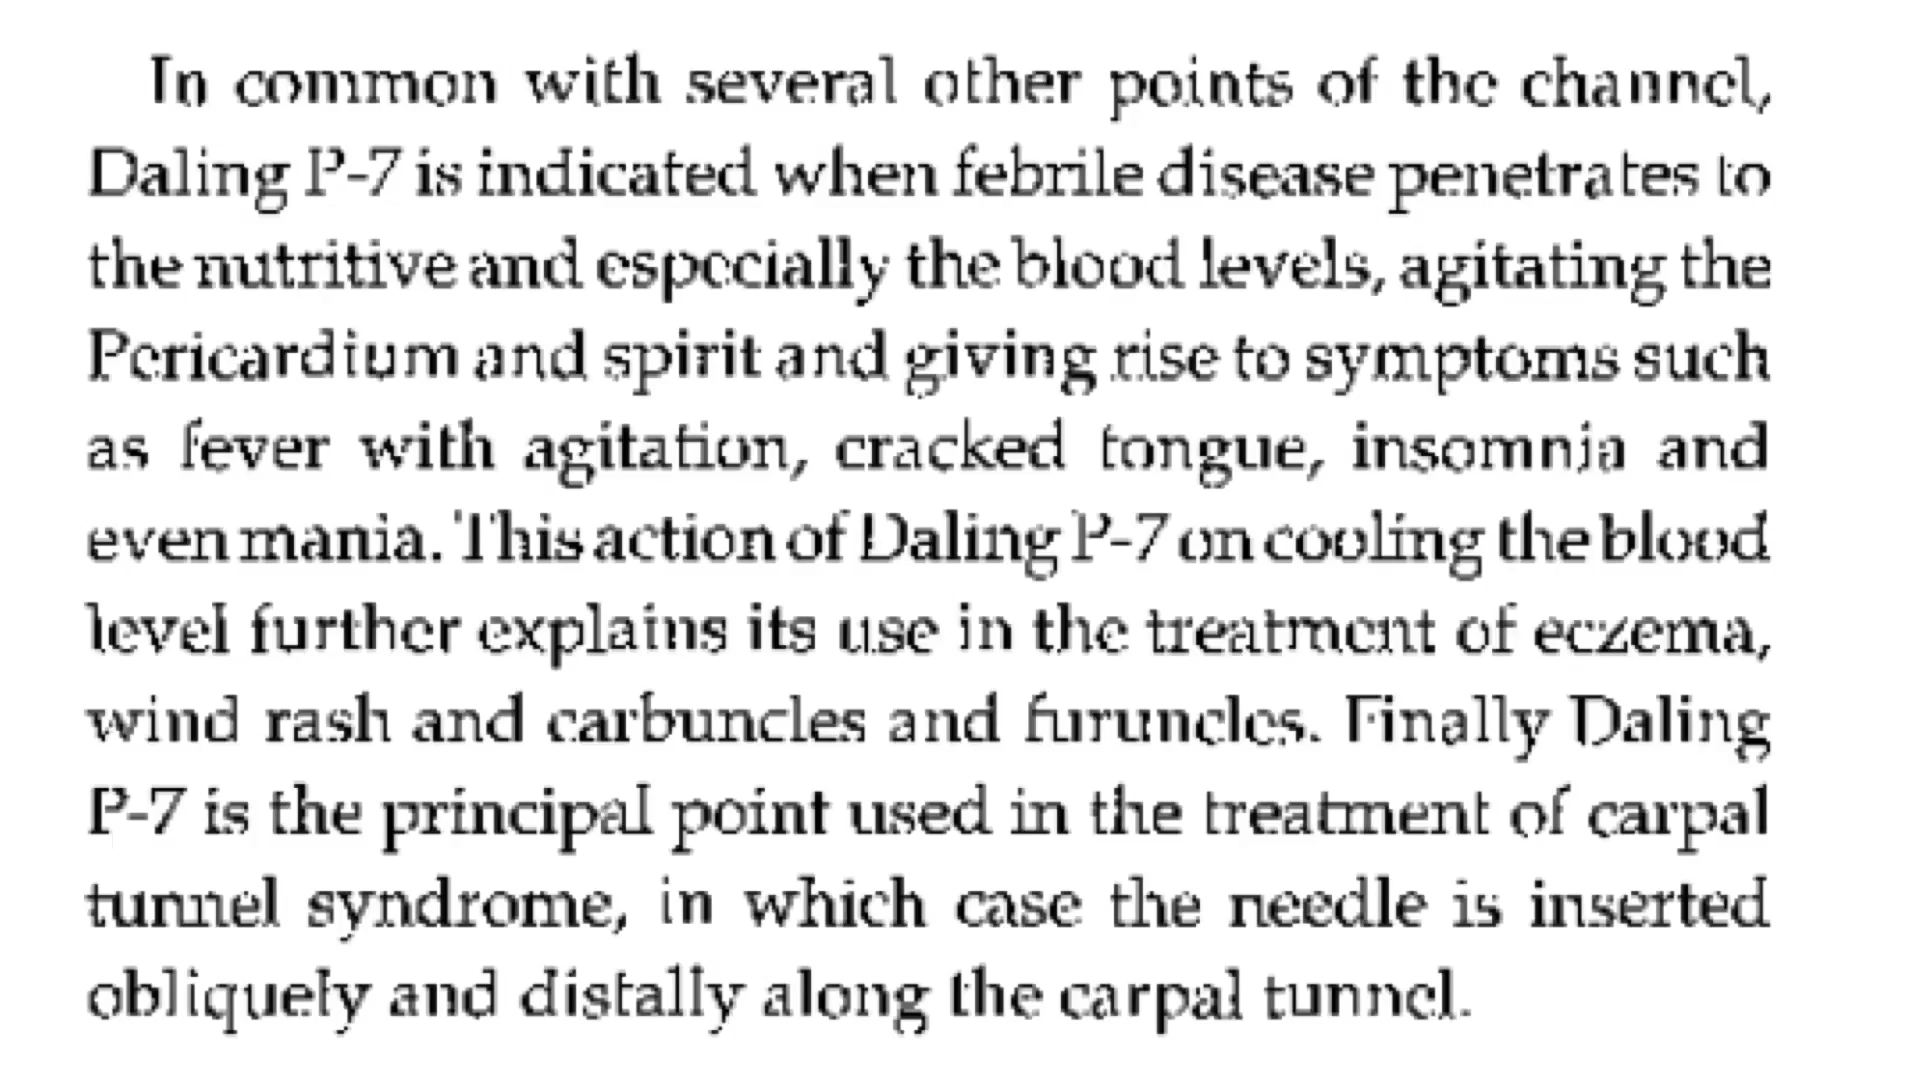 In common with several other points of the channel,
Daling P-7 is indicated when febrile disease penetrates to
the nutritive and especially the blood levels, agitating the
Pericardium and spirit and giving rise to symptoms such
as fever with agitation, cracked tongue, insomnia and
even mania. This action of Daling P-7 on cooling the blood
level further explains its use in the treatment of eczema,
wind rash and carbuncles and furuncles. Finally Daling
P-7 is the principal point used in the treatment of carpal
tunnel syndrome, in which case the needle is inserted
obliquely and distally along the carpal tunnel.